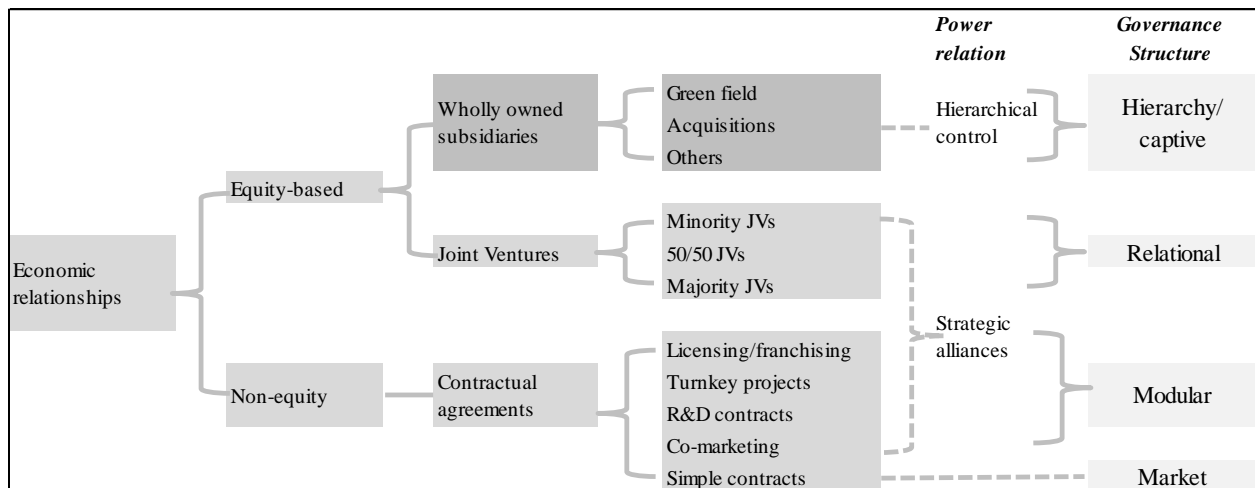 Power
relation
Governance
Structure
Economic
relationships
Equity-based
Non-equity
Wholly owned
subsidiaries
Joint Ventures
Contractual
agreements
Green field
Acquisitions
Others
Minority JVs
50/50 JVs
Majority JVs
Licensing/franchising
Turnkey projects
R&D contracts
Co-marketing
Simple contracts
Hierarchical
control
Strategic
alliances
Hierarchy/
captive
Relational
Modular
Market